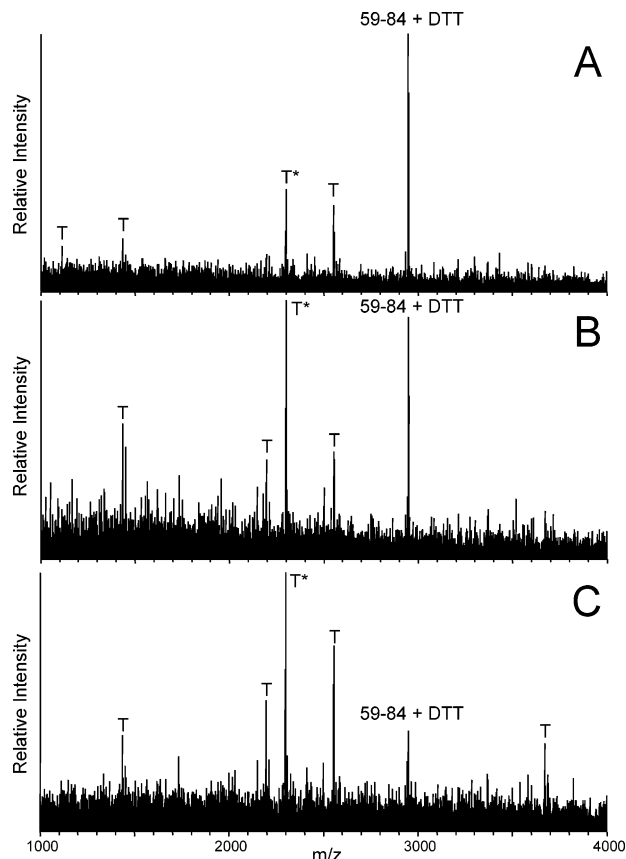 59-84 + DTT
A
Relative Intensity
T
T
T*
T
59-84 + DTT
B
Relative Intensity
T
T
T*
T
C
Relative Intensity
T
T
T*
T
59-84 + DTT
T
1000 2000 3000 4000
m/z